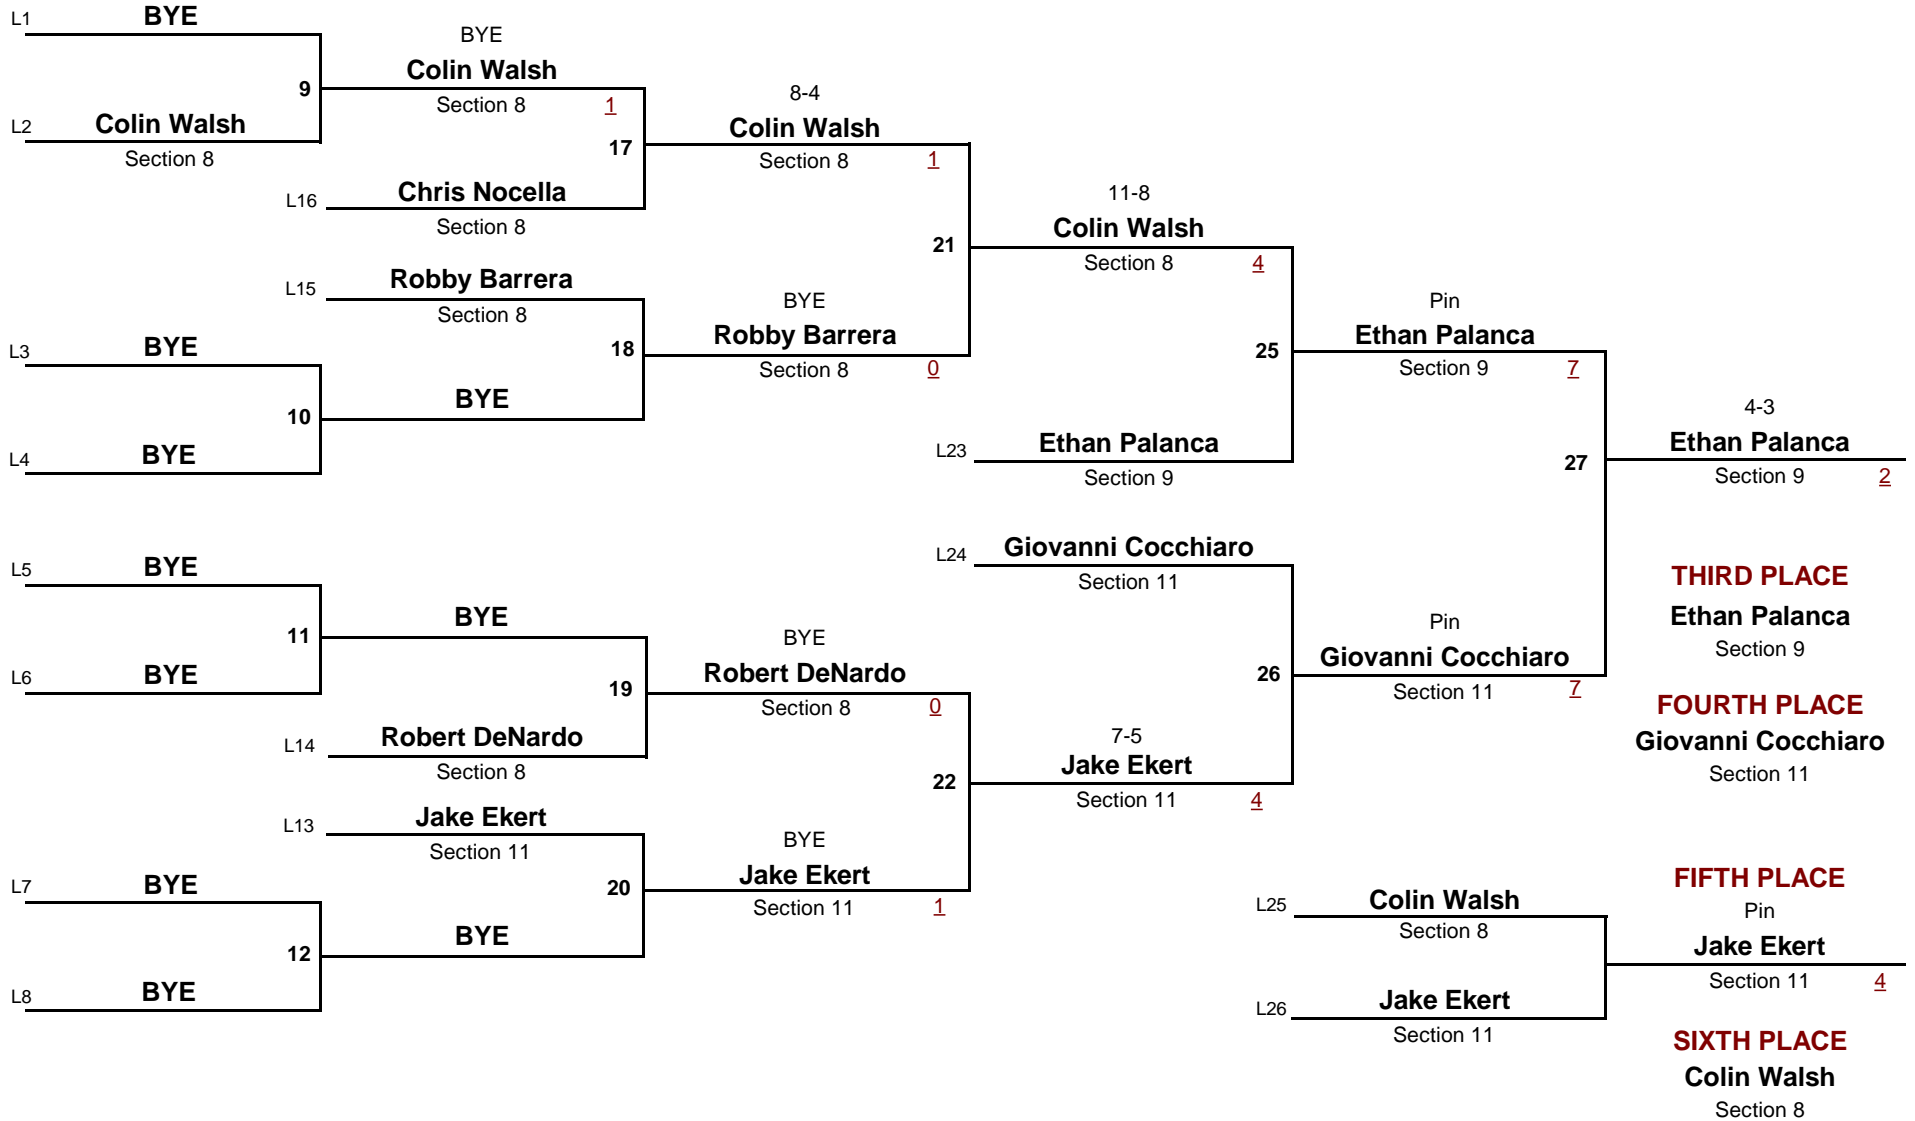 L1 BYE
9
L2 Colin Walsh
Section 8
BYE
Colin Walsh
Section 8 1
17
L16 Chris Nocella
Section 8
8-4
Colin Walsh
Section 8 1
21
L15 Robby Barrera
Section 8
18
L3 BYE
10
BYE
L4 BYE
BYE
Robby Barrera
Section 8 0
11-8
Colin Walsh
Section 8 4
25
L23 Ethan Palanca
Section 9
Pin
Ethan Palanca
Section 9 7
27
4-3
Ethan Palanca
Section 9 2
L5 BYE
11
BYE
L6 BYE
19
L14 Robert DeNardo
Section 8
BYE
Robert DeNardo
Section 8 0
22
L13 Jake Ekert
Section 11
20
L7 BYE
12
BYE
L8 BYE
BYE
Jake Ekert
Section 11 1
L24 Giovanni Cocchiaro
Section 11
26
7-5
Jake Ekert
Section 11 4
Pin
Giovanni Cocchiaro
Section 11 7
THIRD PLACE
Ethan Palanca
Section 9
FOURTH PLACE
Giovanni Cocchiaro
Section 11
L25 Colin Walsh
Section 8
L26 Jake Ekert
Section 11
FIFTH PLACE
Pin
Jake Ekert
Section 11 4
SIXTH PLACE
Colin Walsh
Section 8